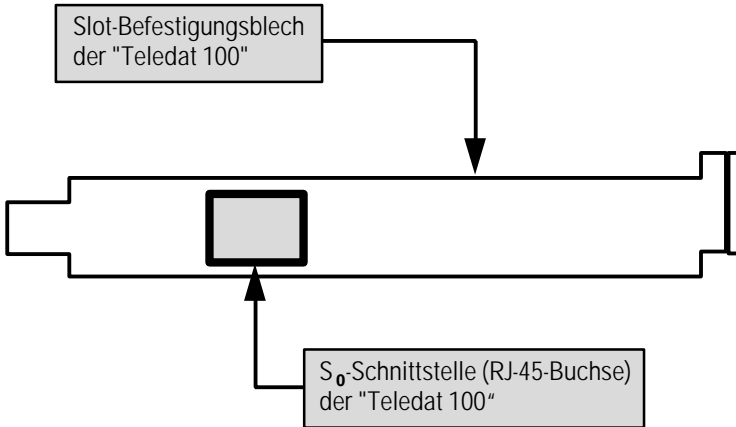 Slot-Befestigungsblech
der "Teledat 100"
S₀-Schnittstelle (RJ-45-Buchse)
der "Teledat 100“